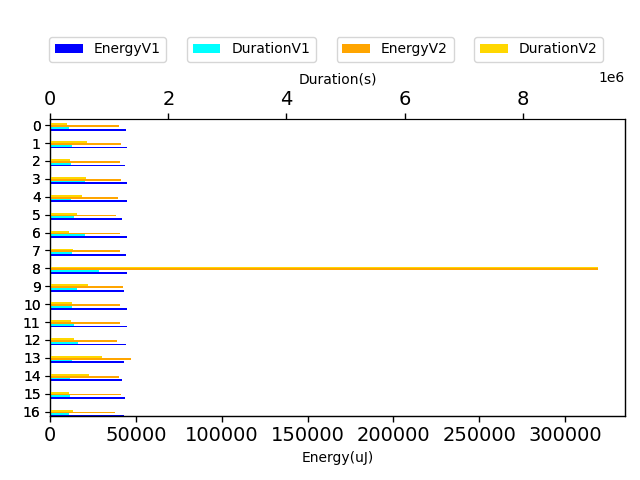 EnergyV1 DurationV1 EnergyV2 DurationV2
Duration(s)
1e6
0 2 4 6 8
0
1
2
3
4
5
6
7
8
9
10
11
12
13
14
15
16
0 50000 100000 150000 200000 250000 300000
Energy(uJ)